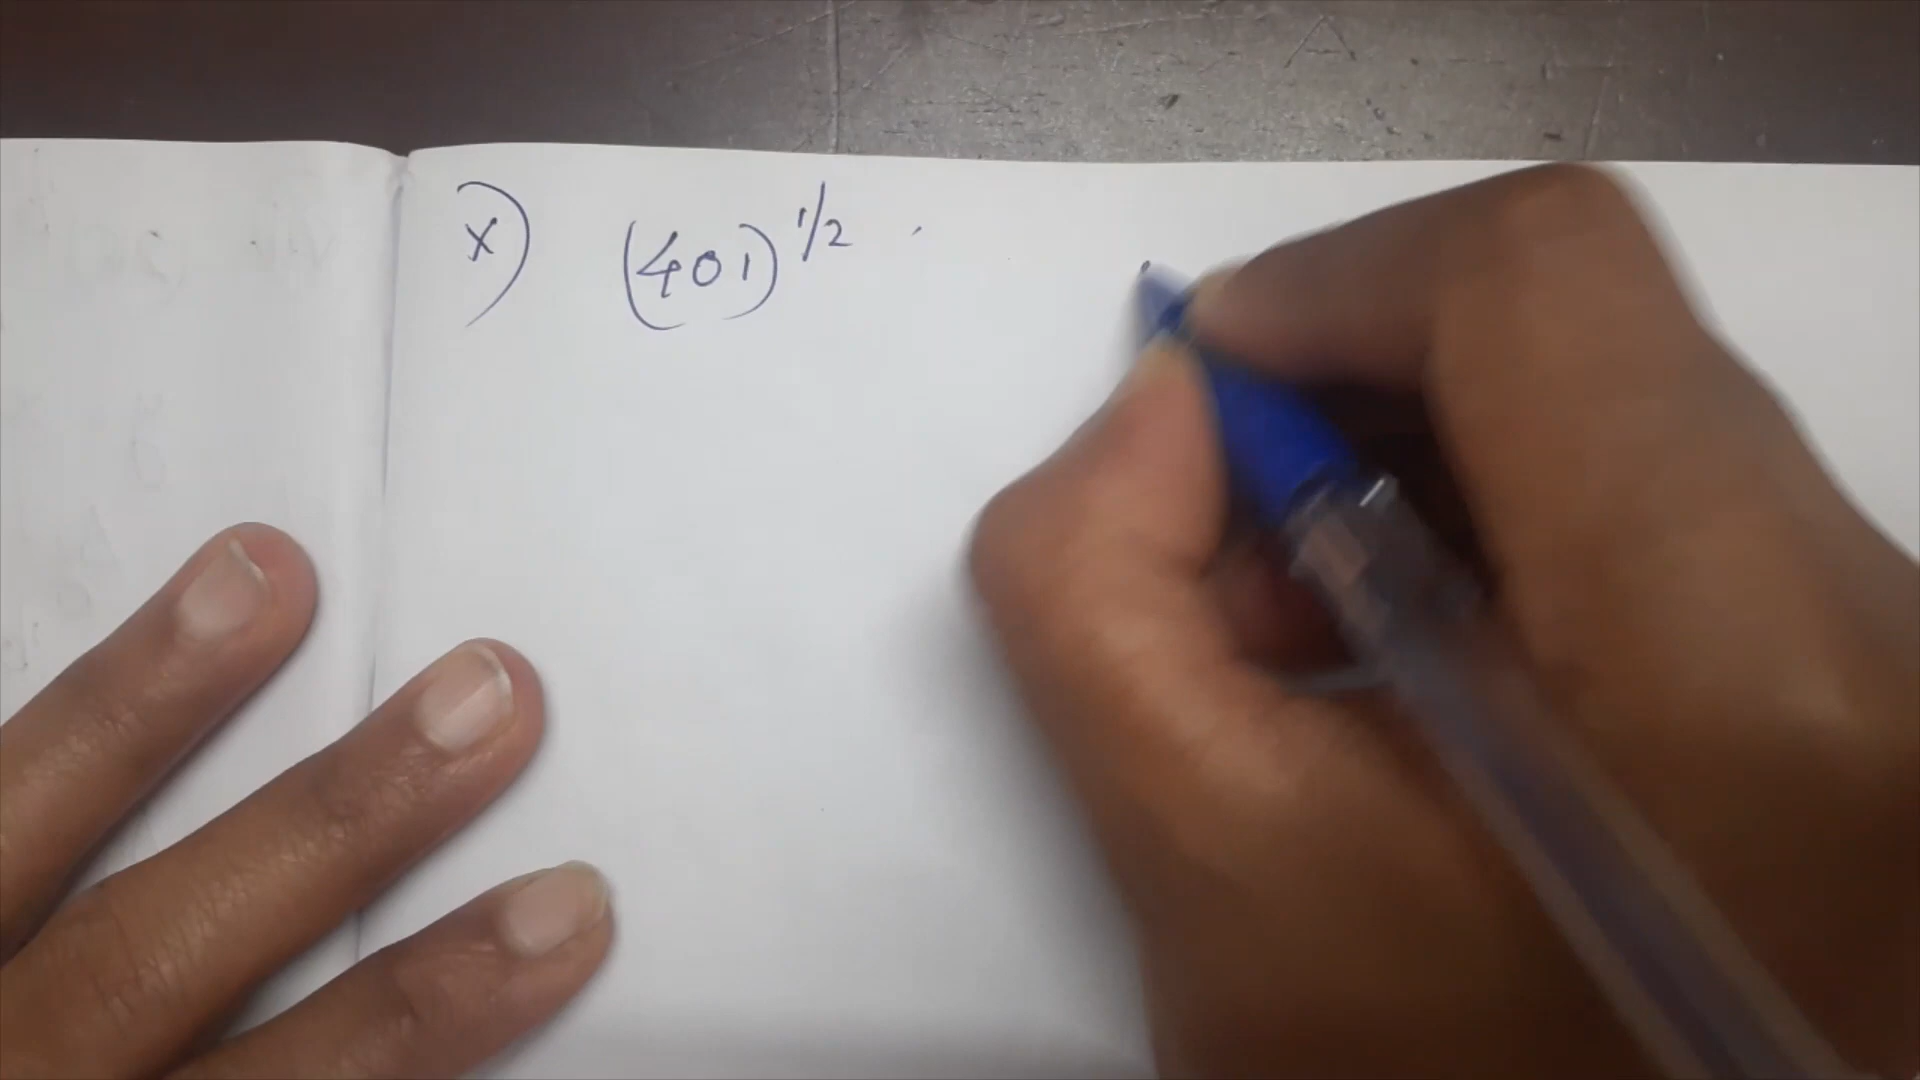 x) (401)^1/2 .